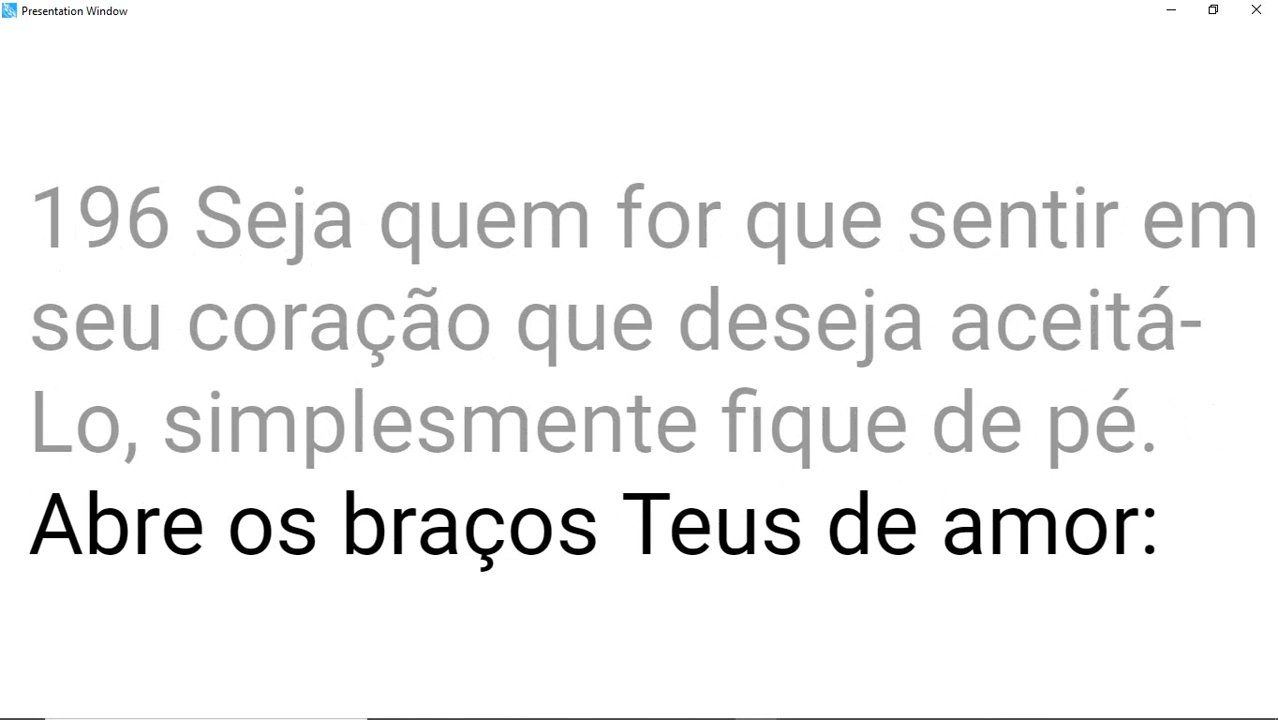 Presentation Window
196 Seja quem for que sentir em
seu coração que deseja aceitá-
Lo, simplesmente fique de pé.
Abre os braços Teus de amor: